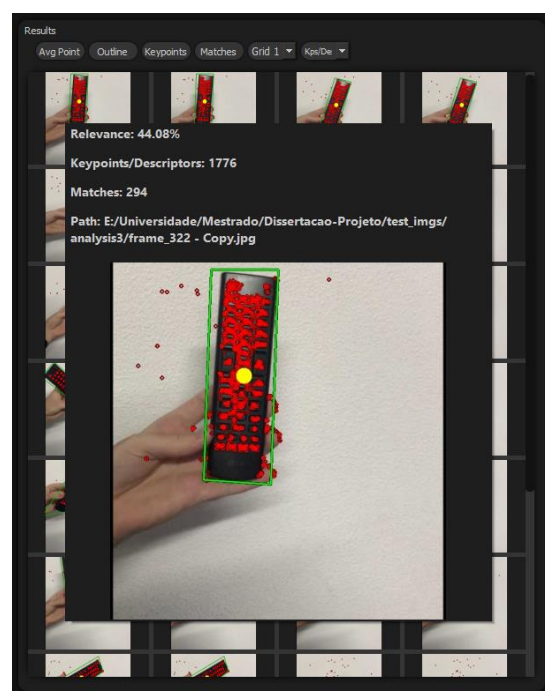 Results
Avg Point Outline Keypoints Matches Grid 1 Kps/De
Relevance: 44.08%
Keypoints/Descriptors: 1776
Matches: 294
Path: E:/Universidade/Mestrado/Dissertacao-Projeto/test_imgs/
analysis3/frame_322 - Copy.jpg